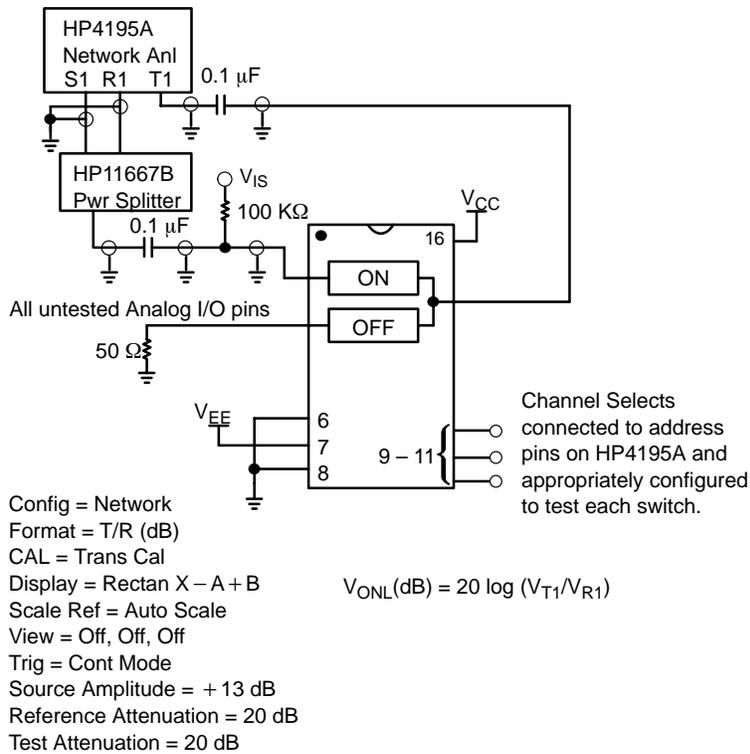 HP4195A
Network Anl
S1 R1 T1
0.1 μF
HP11667B
Pwr Splitter
V_IS
100 KΩ
0.1 μF
V_CC
16
ON
All untested Analog I/O pins
OFF
50 Ω
V_EE
6
7
8
9 – 11
Channel Selects
connected to address
pins on HP4195A and
appropriately configured
to test each switch.
Config = Network
Format = T/R (dB)
CAL = Trans Cal
Display = Rectan X – A + B
Scale Ref = Auto Scale
View = Off, Off, Off
Trig = Cont Mode
Source Amplitude = +13 dB
Reference Attenuation = 20 dB
Test Attenuation = 20 dB
V_ONL(dB) = 20 log (V_T1/V_R1)